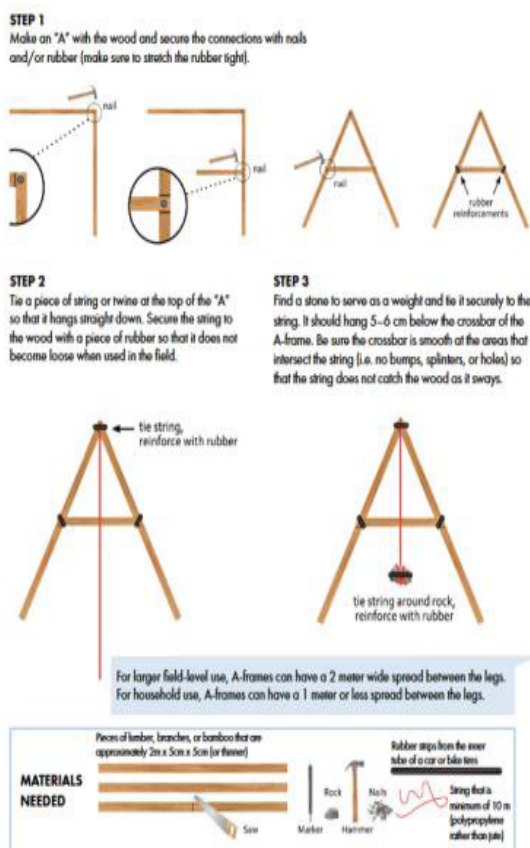 STEP 1
Make an "A" with the wood and secure the connections with nails
and/or rubber (make sure to stretch the rubber tight).
nail
nail
nail
rubber
reinforcements
STEP 2
Tie a piece of string or twine at the top of the "A"
so that it hangs straight down. Secure the string to
the wood with a piece of rubber so that it does not
become loose when used in the field.
STEP 3
Find a stone to serve as a weight and tie it securely to the
string. It should hang 5–6 cm below the crossbar of the
A-frame. Be sure the crossbar is smooth at the areas that
intersect the string (i.e. no bumps, splinters, or holes) so
that the string does not catch the wood as it sways.
tie string,
reinforce with rubber
tie string around rock,
reinforce with rubber
For larger field-level use, A-frames can have a 2 meter wide spread between the legs.
For household use, A-frames can have a 1 meter or less spread between the legs.
MATERIALS
NEEDED
Pieces of lumber, branches, or bamboo that are
approximately 2m x 5cm x 5cm (or thinner)
Saw
Marker
Rock
Hammer
Nails
Rubber strips from the inner
tube of a car or bike tires
String that is
minimum of 10 m
(polypropylene
rather than jute)